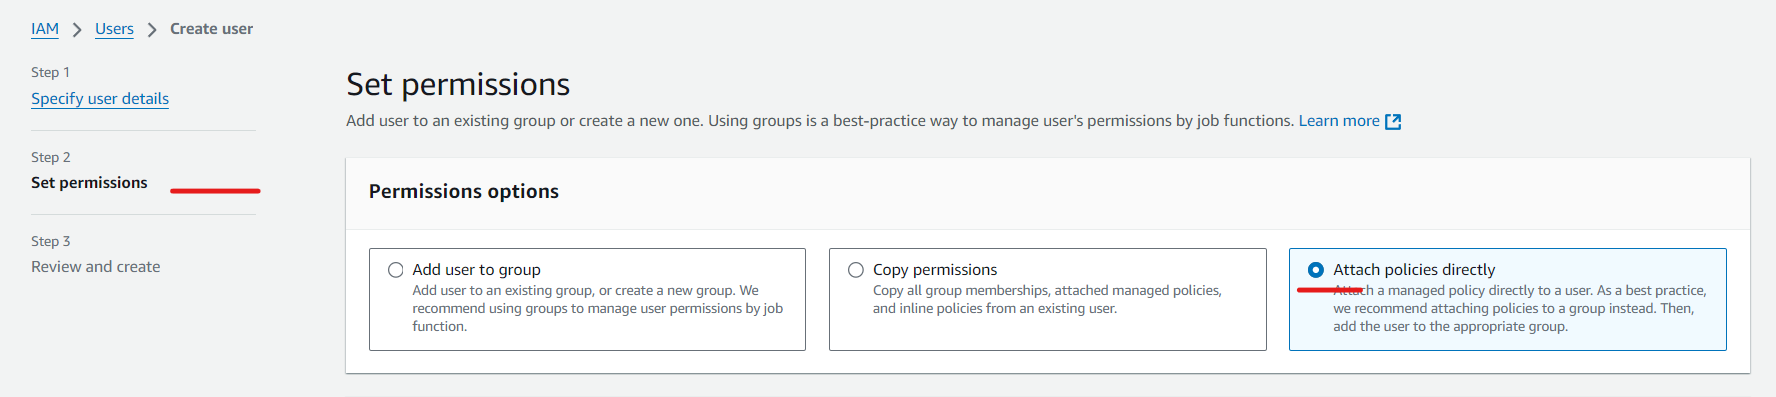 IAM > Users > Create user
Step 1
Specify user details
Step 2
Set permissions
Step 3
Review and create
Set permissions
Add user to an existing group or create a new one. Using groups is a best-practice way to manage user's permissions by job functions. Learn more
Permissions options
Add user to group
Add user to an existing group, or create a new group. We
recommend using groups to manage user permissions by job
function.
Copy permissions
Copy all group memberships, attached managed policies,
and inline policies from an existing user.
Attach policies directly
Attach a managed policy directly to a user. As a best practice,
we recommend attaching policies to a group instead. Then,
add the user to the appropriate group.